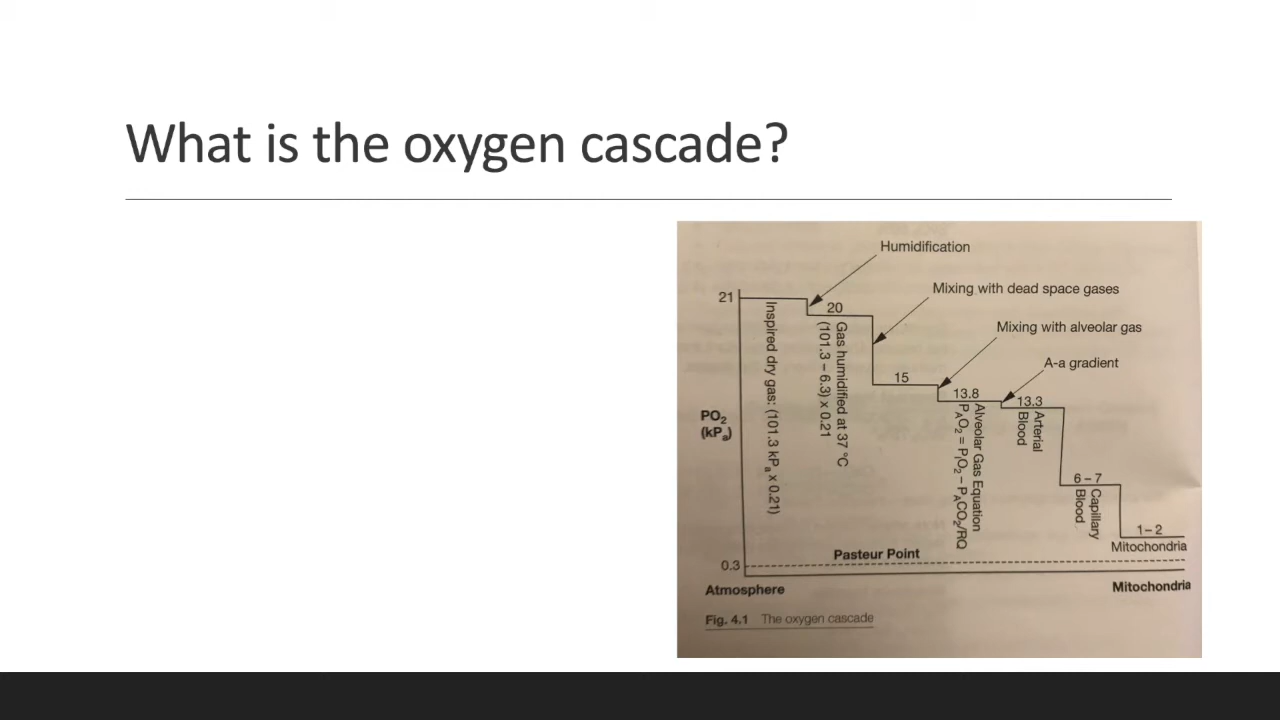 What is the oxygen cascade?
Humidification
Mixing with dead space gases
Mixing with alveolar gas
A-a gradient
21
20
15
13.8
13.3
6 – 7
1– 2
Inspired dry gas: (101.3 kPa x 0.21)
Gas humidified at 37 °C
(101.3 – 6.3) x 0.21
Alveolar Gas Equation
PAO2 = PIO2 – PACO2/RQ
Arterial
Blood
Capillary
Blood
Mitochondria
PO2
(kPa)
Pasteur Point
0.3
Atmosphere
Mitochondria
Fig. 4.1 The oxygen cascade